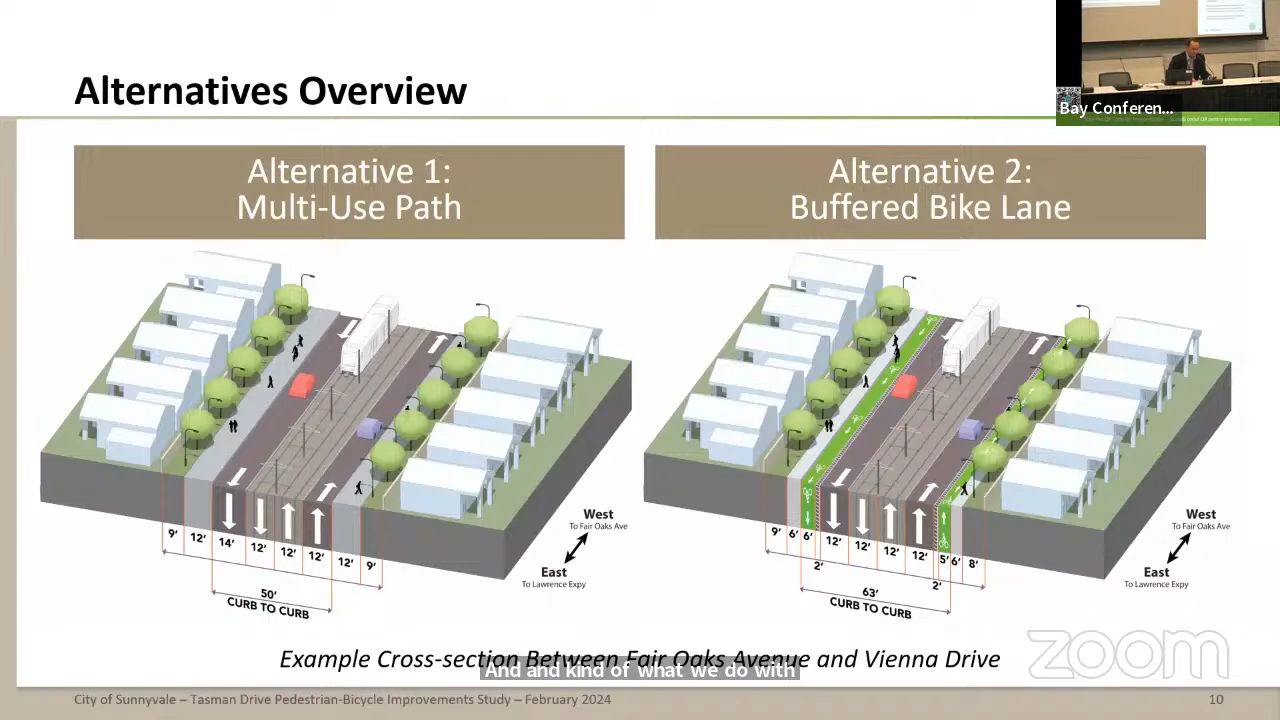 Alternatives Overview
Bay Conferen...
Alternative 1:
Multi-Use Path
Alternative 2:
Buffered Bike Lane
9' 12' 14' 12' 12' 12' 12' 9'
50'
CURB TO CURB
West
To Fair Oaks Ave
East
To Lawrence Expy
9' 6' 6' 2' 12' 12' 12' 12' 2' 5' 6' 8'
63'
CURB TO CURB
West
To Fair Oaks Ave
East
To Lawrence Expy
zoom
Example Cross-section Between Fair Oaks Avenue and Vienna Drive
And and kind of what we do with
City of Sunnyvale – Tasman Drive Pedestrian-Bicycle Improvements Study – February 2024
10